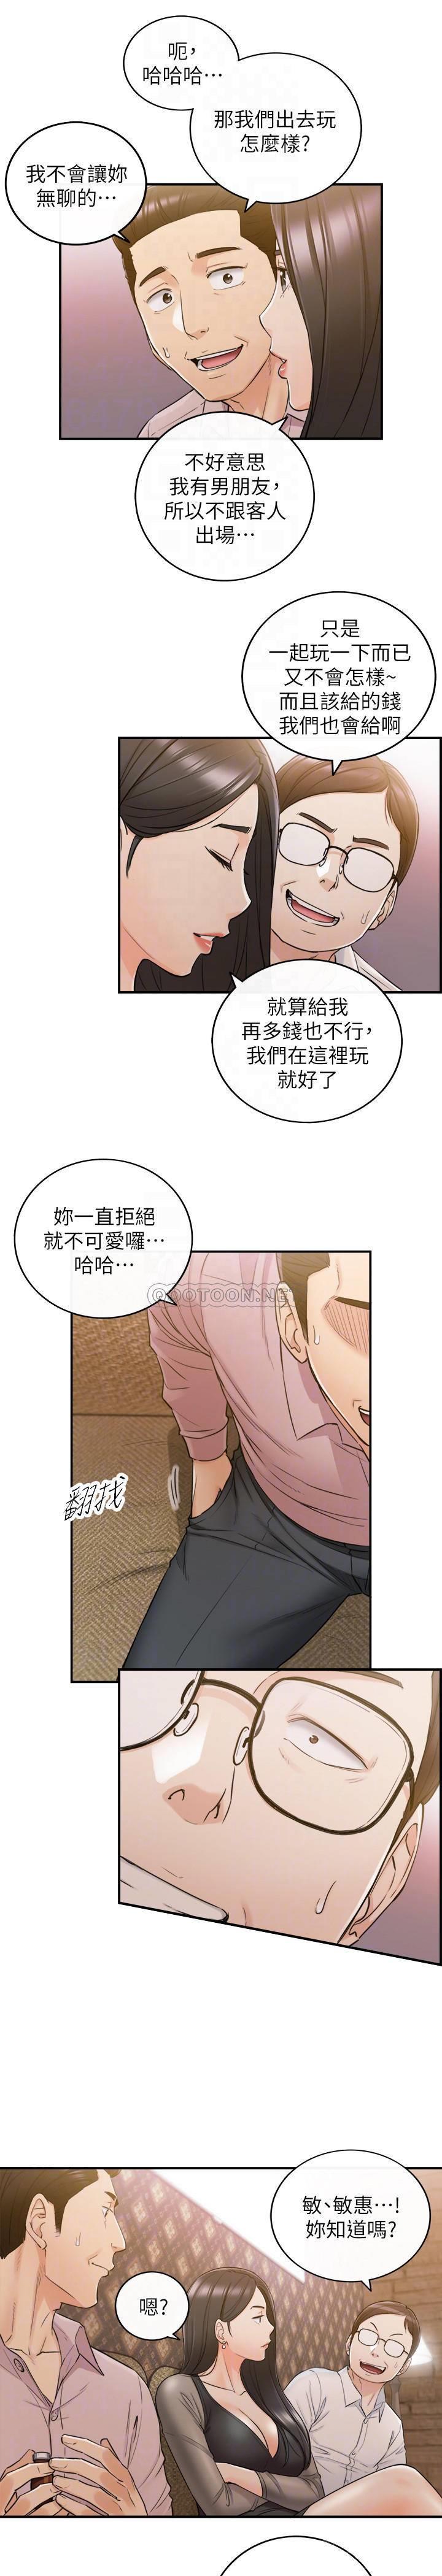 呃，
哈哈哈…
那我們出去玩
怎麼樣?
我不會讓妳
無聊的…
不好意思
我有男朋友，
所以不跟客人
出場…
只是
一起玩一下而已
又不會怎樣~
而且該給的錢
我們也會給啊
就算給我
再多錢也不行，
我們在這裡玩
就好了
妳一直拒絕
就不可愛囉…
哈哈…
QOOTOON.NET
翻找
敏、敏惠…!
妳知道嗎?
嗯?